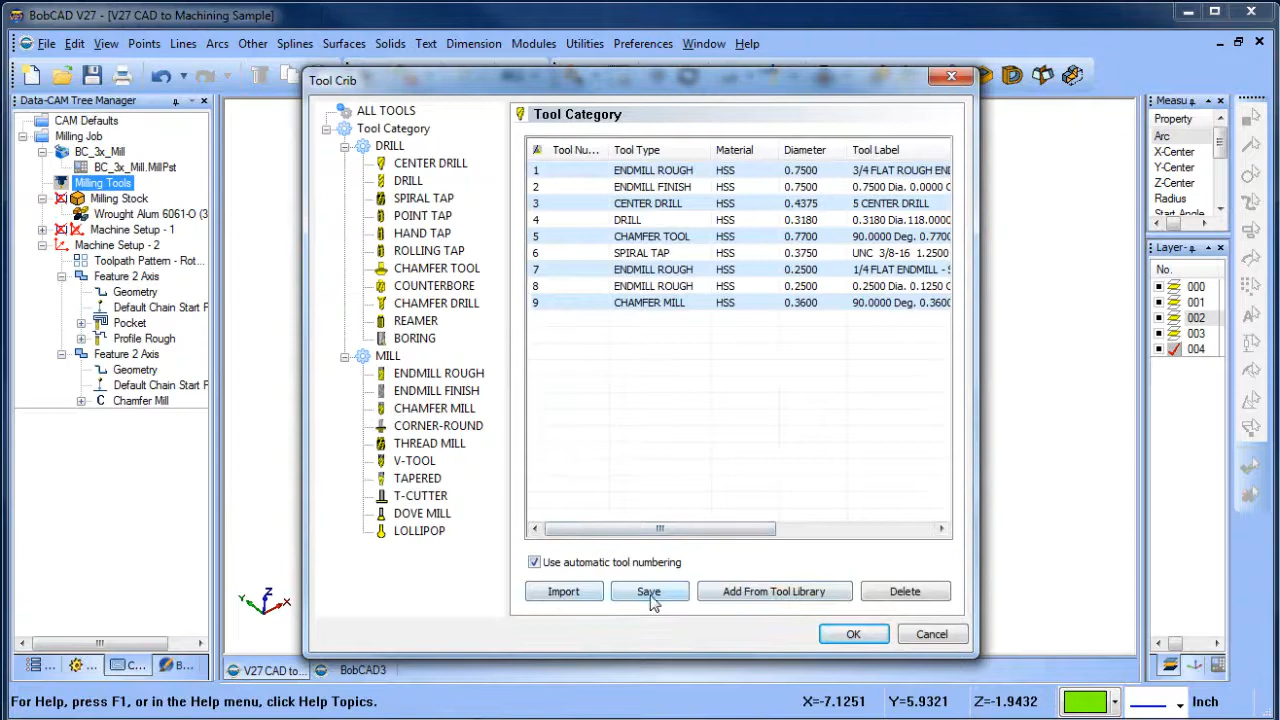 BobCAD V27 - [V27 CAD to Machining Sample]
File Edit View Points Lines Arcs Other Splines Surfaces Solids Text Dimension Modules Utilities Preferences Window Help
Data-CAM Tree Manager
CAM Defaults
Milling Job
BC_3x_Mill
BC_3x_Mill.MillPst
Milling Tools
Milling Stock
Wrought Alum 6061-O (3
Machine Setup - 1
Machine Setup - 2
Toolpath Pattern - Rot...
Feature 2 Axis
Geometry
Default Chain Start F
Pocket
Profile Rough
Feature 2 Axis
Geometry
Default Chain Start F
Chamfer Mill
Tool Crib
ALL TOOLS
Tool Category
DRILL
CENTER DRILL
DRILL
SPIRAL TAP
POINT TAP
HAND TAP
ROLLING TAP
CHAMFER TOOL
COUNTERBORE
CHAMFER DRILL
REAMER
BORING
MILL
ENDMILL ROUGH
ENDMILL FINISH
CHAMFER MILL
CORNER-ROUND
THREAD MILL
V-TOOL
TAPERED
T-CUTTER
DOVE MILL
LOLLIPOP
Tool Category
Tool Nu... Tool Type Material Diameter Tool Label
1 ENDMILL ROUGH HSS 0.7500 3/4 FLAT ROUGH EN
2 ENDMILL FINISH HSS 0.7500 0.7500 Dia. 0.0000 C
3 CENTER DRILL HSS 0.4375 5 CENTER DRILL
4 DRILL HSS 0.3180 0.3180 Dia.118.0000
5 CHAMFER TOOL HSS 0.7700 90.0000 Deg. 0.7700
6 SPIRAL TAP HSS 0.3750 UNC 3/8-16 1.2500
7 ENDMILL ROUGH HSS 0.2500 1/4 FLAT ENDMILL - S
8 ENDMILL ROUGH HSS 0.2500 0.2500 Dia. 0.1250 C
9 CHAMFER MILL HSS 0.3600 90.0000 Deg. 0.3600
Use automatic tool numbering
Import Save Add From Tool Library Delete
OK Cancel
Measu
Property
Arc
X-Center
Y-Center
Z-Center
Radius
Start Angle
Layer-
No.
000
001
002
003
004
Y Z X
C... B...
V27 CAD to... BobCAD3
For Help, press F1, or in the Help menu, click Help Topics. X=-7.1251 Y=5.9321 Z=-1.9432 Inch